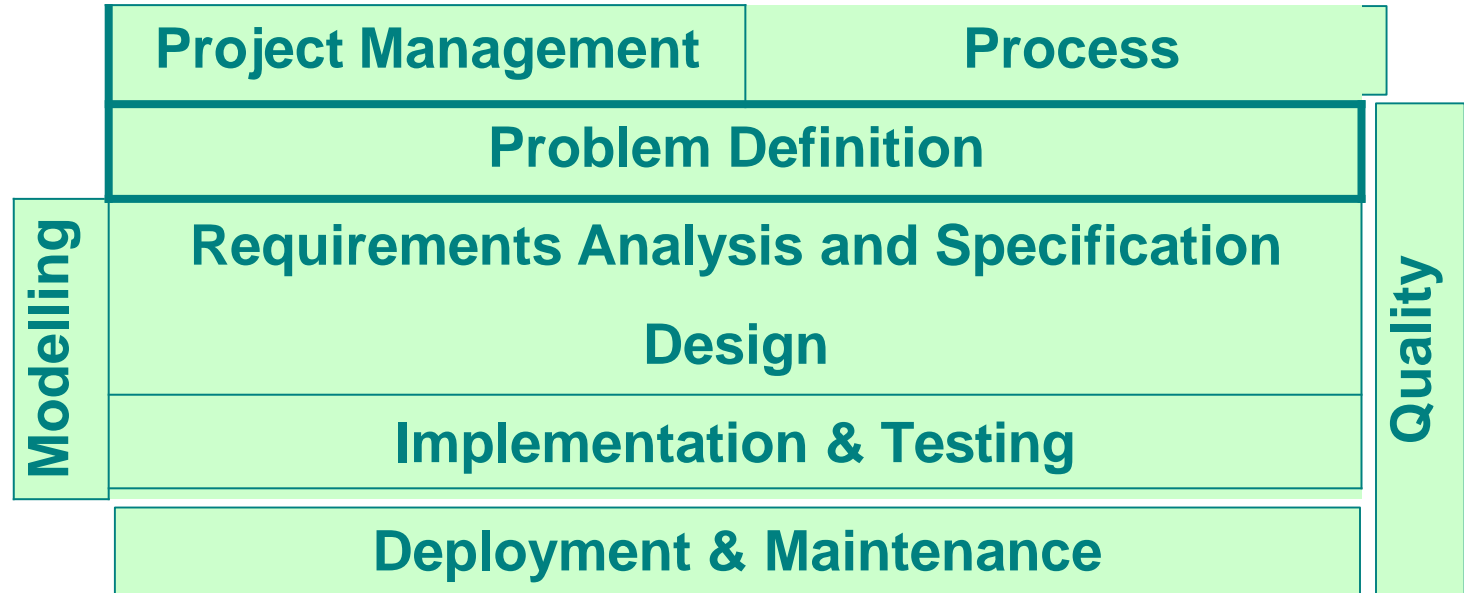 Project Management
Process
Problem Definition
Modelling
Requirements Analysis and Specification
Design
Implementation & Testing
Quality
Deployment & Maintenance